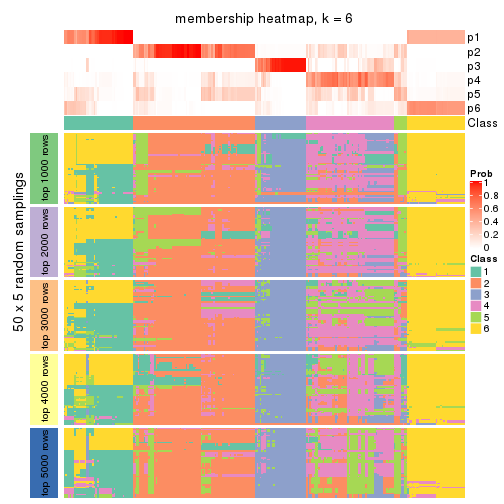 membership heatmap, k = 6
p1
p2
p3
p4
p5
p6
Class
50 x 5 random samplings
top 1000 rows
top 2000 rows
top 3000 rows
top 4000 rows
top 5000 rows
Prob
1
0.8
0.6
0.4
0.2
0
Class
1
2
3
4
5
6